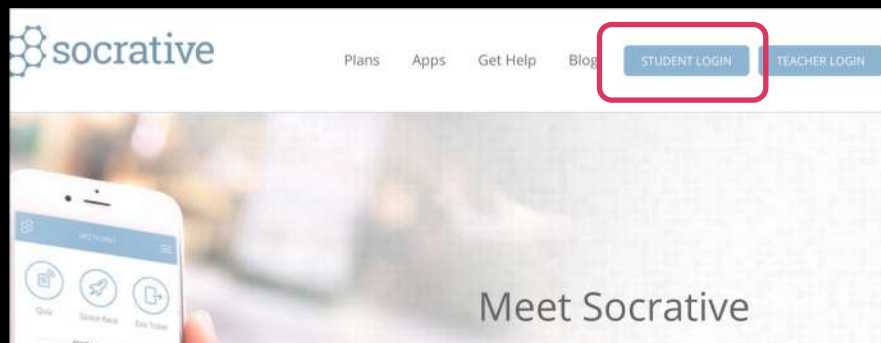 socrative
Plans Apps Get Help Blog STUDENT LOGIN TEACHER LOGIN
Quiz Space Race Exit Ticket
Meet Socrative